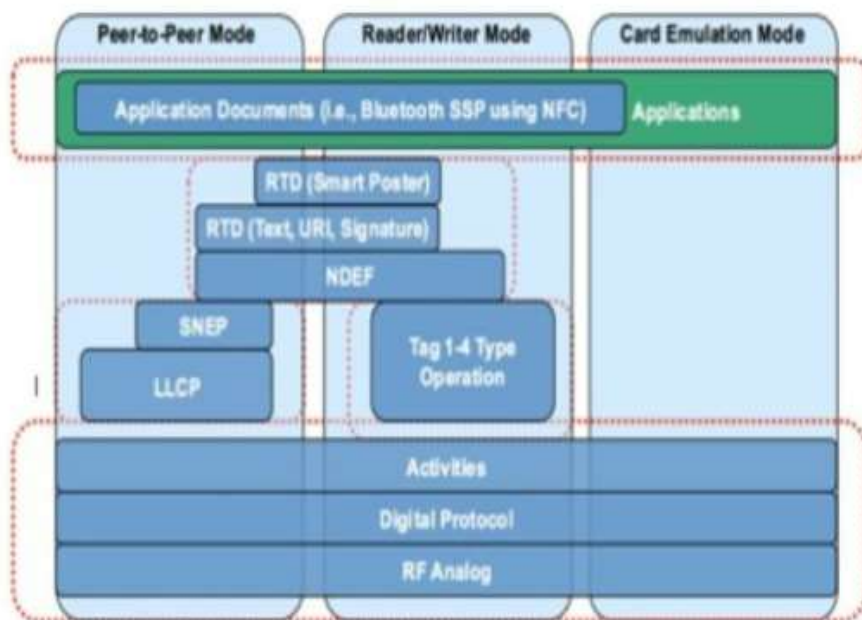 Peer-to-Peer Mode
Reader/Writer Mode
Card Emulation Mode
Application Documents (i.e., Bluetooth SSP using NFC)
Applications
RTD (Smart Poster)
RTD (Text, URI, Signature)
NDEF
SNEP
Tag 1-4 Type
Operation
LLCP
Activities
Digital Protocol
RF Analog